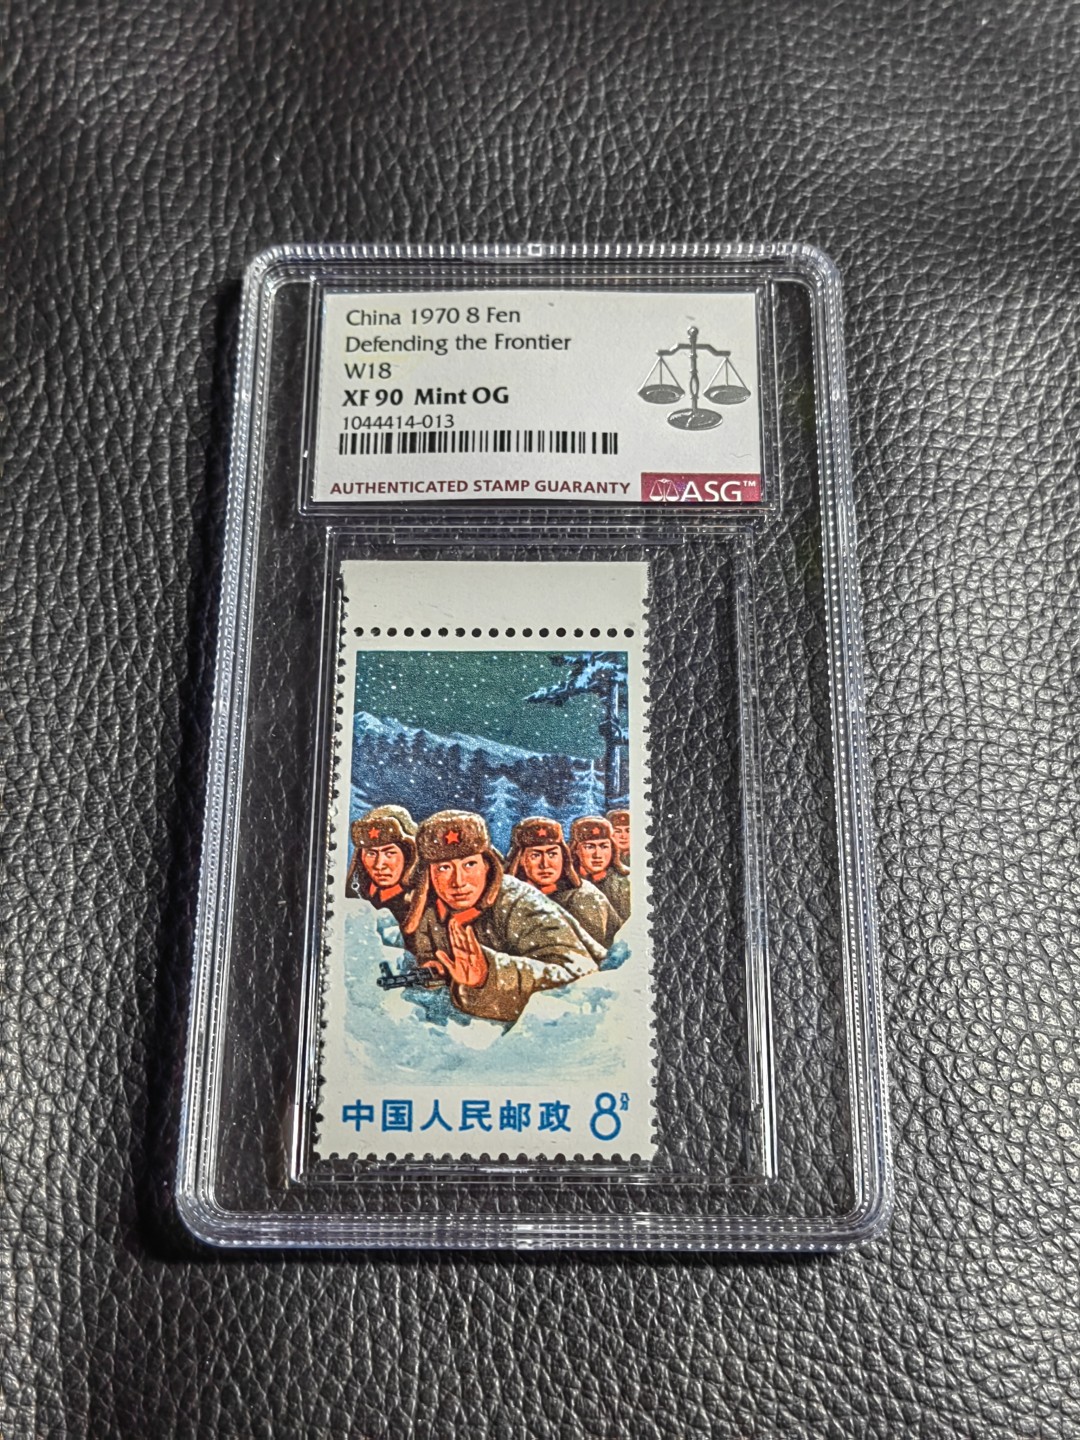 China 1970 8 Fen
Defending the Frontier
W18
XF 90 Mint OG
1044414-013
AUTHENTICATED STAMP GUARANTY ASG™
中国人民邮政 8分